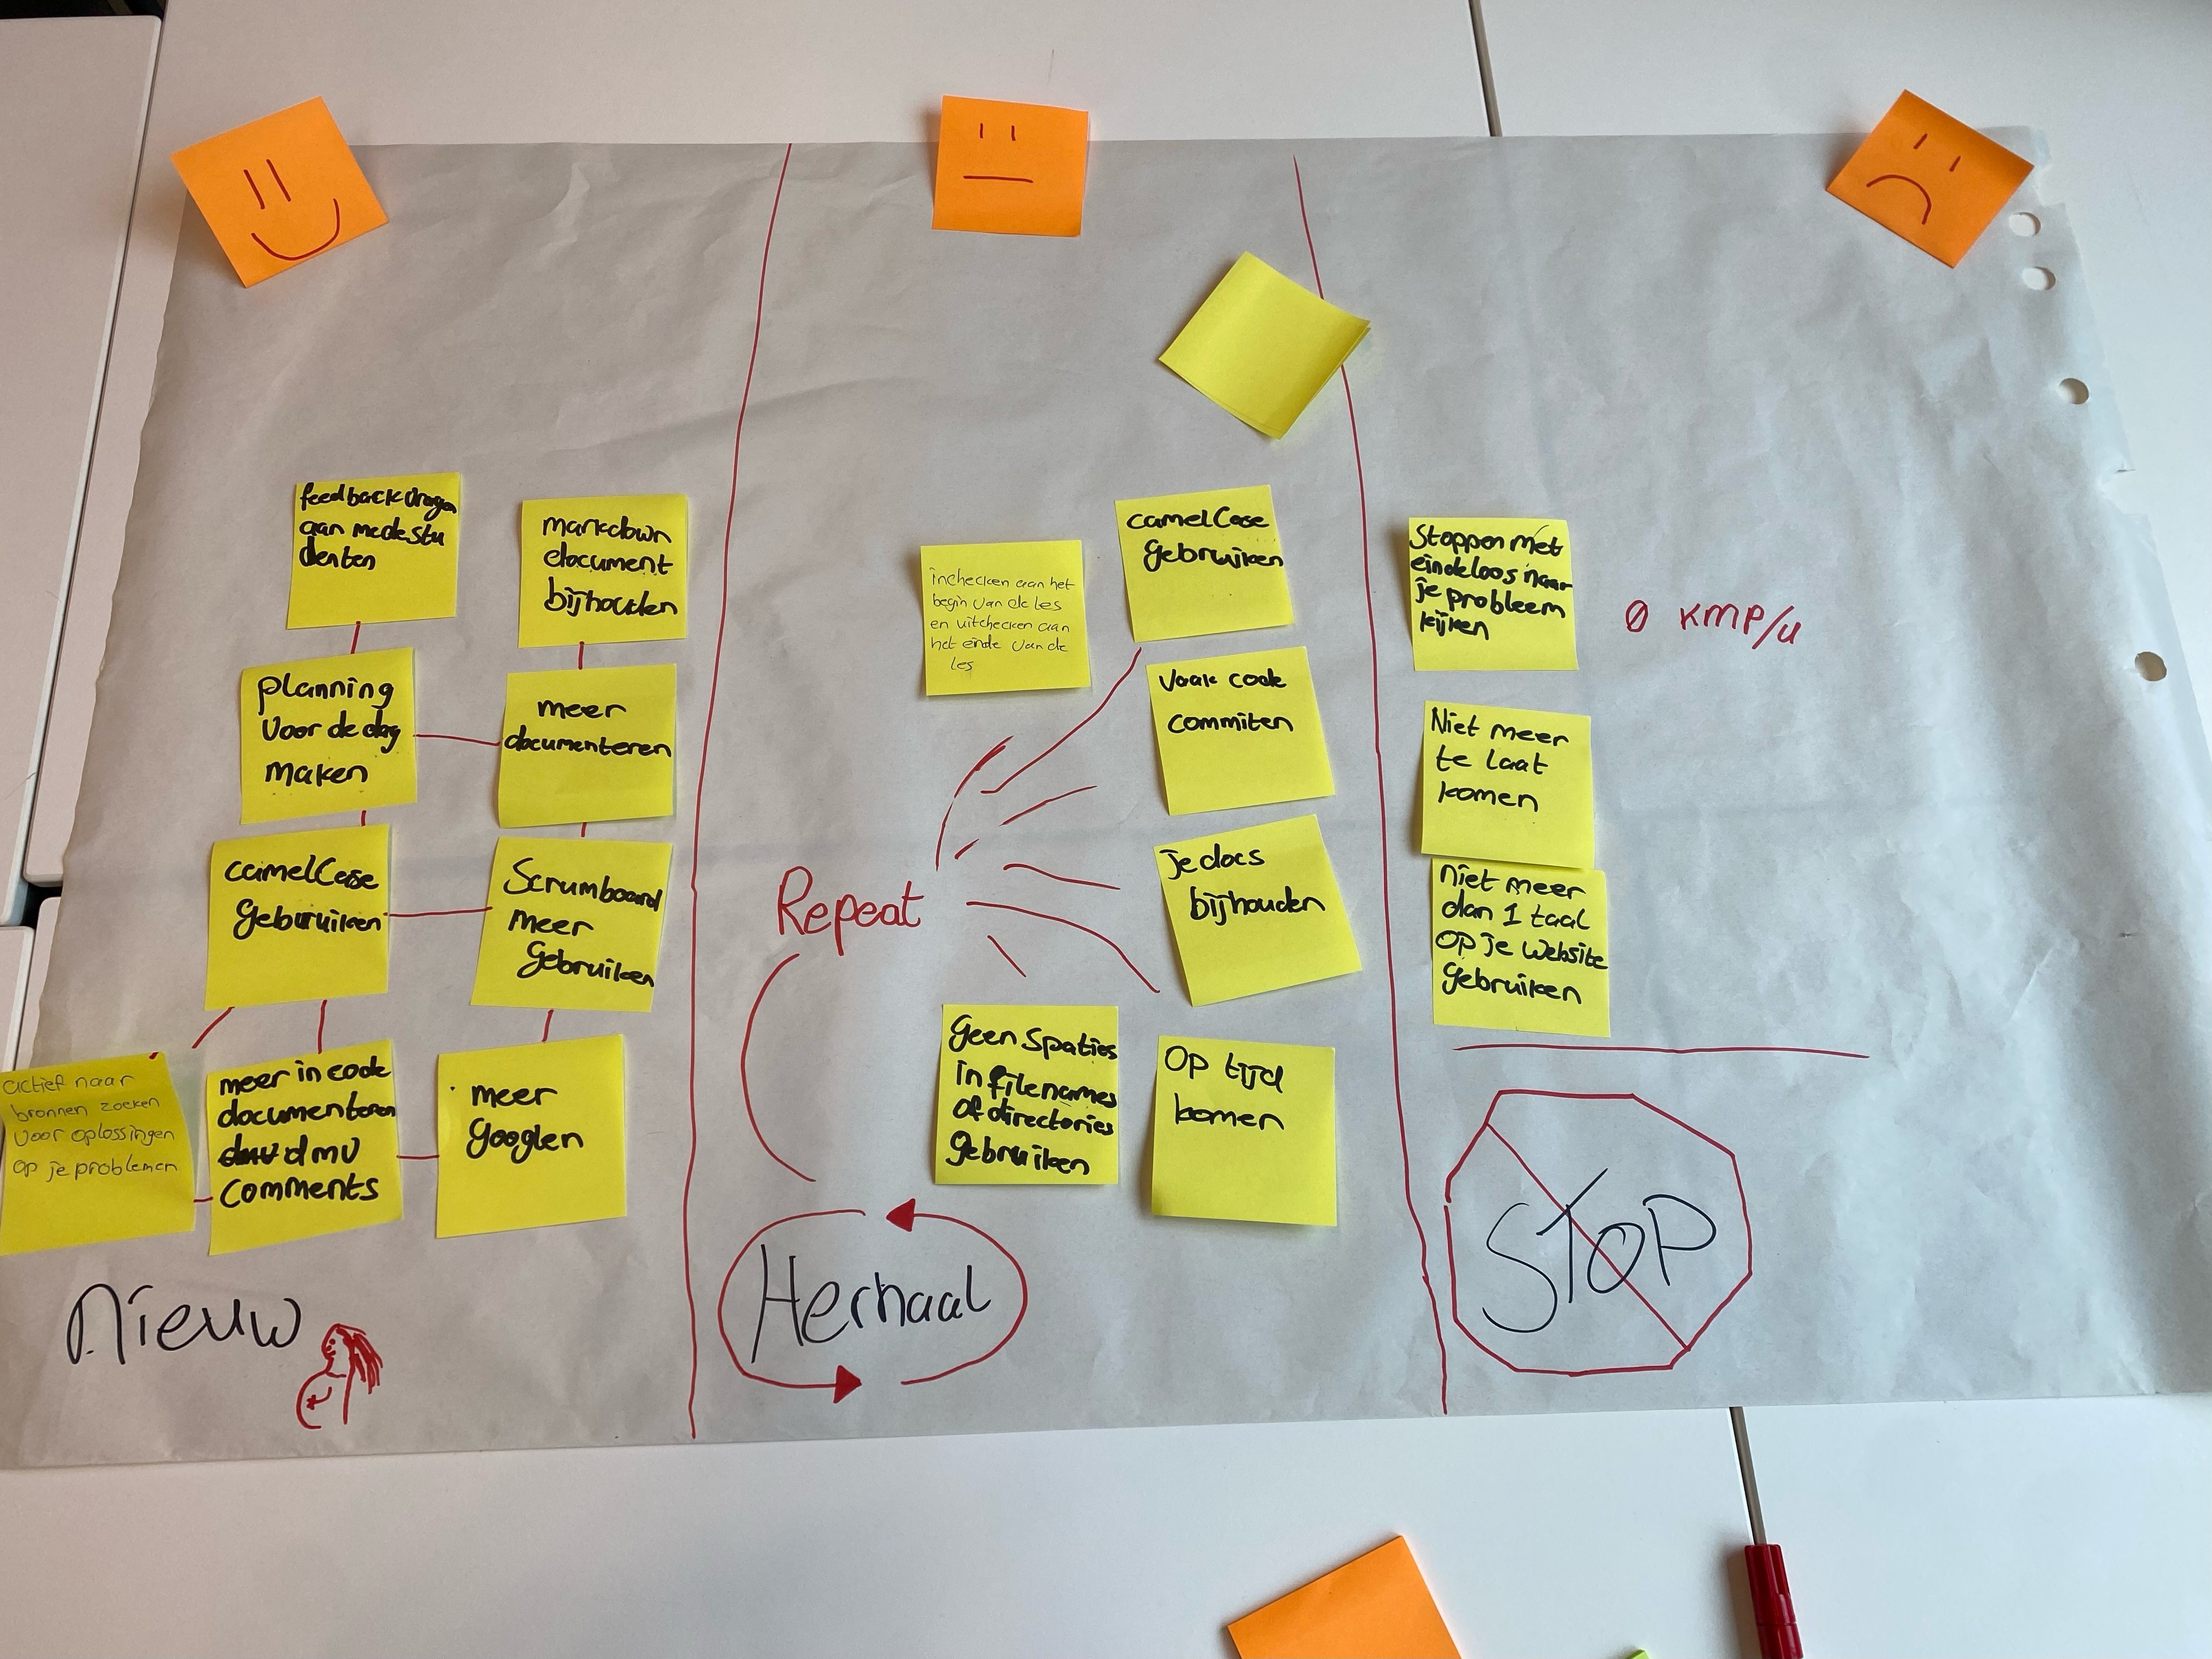 feedback vragen
aan medestu
denten
markdown
document
bijhouden
planning
voor de dag
maken
meer
documenteren
camelCase
gebruiken
Scrumboard
meer
gebruiken
actief naar
bronnen zoeken
voor oplossingen
op je problemen
meer in code
documenteren
dmv dmv
comments
meer
googlen
Nieuw
inchecken aan het
begin van de les
en uitchecken aan
het einde van de
les
camelCase
gebruiken
vaak code
commiten
je docs
bijhouden
Repeat
Geen spaties
in filenames
of directories
gebruiken
Op tijd
komen
Herhaal
Stoppen met
eindeloos naar
je probleem
kijken
0 KMP/U
Niet meer
te laat
komen
niet meer
dan 1 taal
op je website
gebruiken
STOP